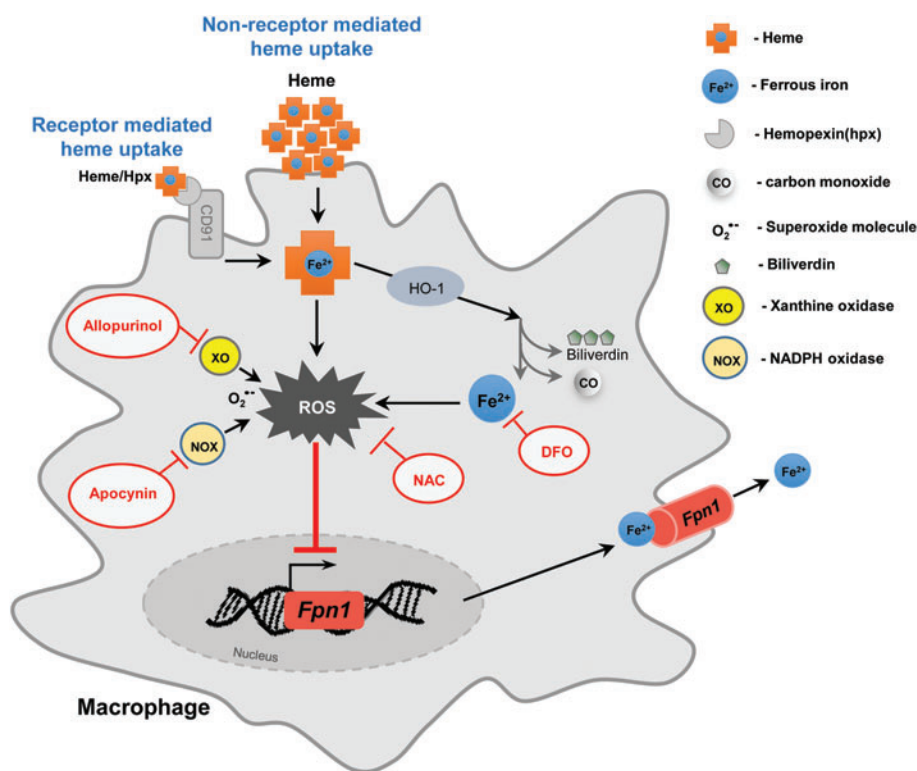 Non-receptor mediated
heme uptake
Heme
Receptor mediated
heme uptake
Heme/Hpx
CD91
Fe2+
HO-1
Allopurinol
XO
O2•–
ROS
NOX
Apocynin
NAC
Fe2+
DFO
Biliverdin
CO
Fpn1
Nucleus
Macrophage
Fe2+
Fpn1
Fe2+
- Heme
Fe2+
- Ferrous iron
- Hemopexin(hpx)
CO
- carbon monoxide
O2•–
- Superoxide molecule
- Biliverdin
XO
- Xanthine oxidase
NOX
- NADPH oxidase